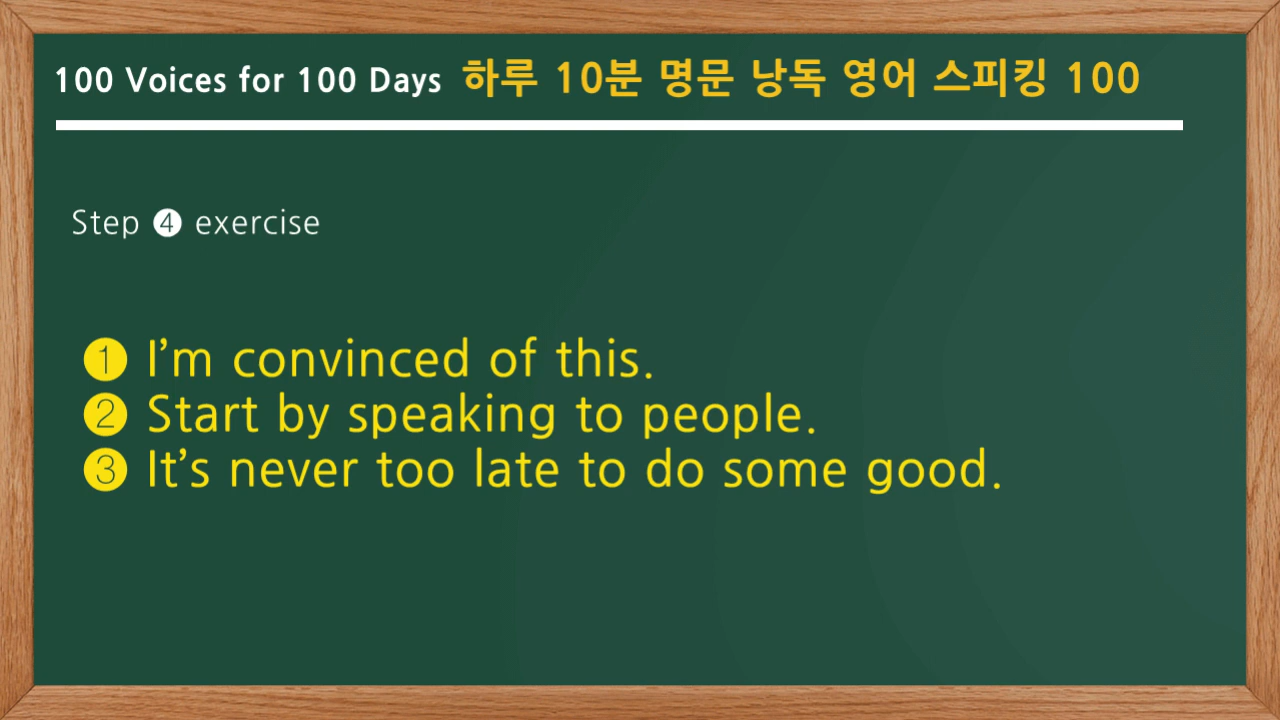 100 Voices for 100 Days 하루 10분 명문 낭독 영어 스피킹 100
Step ❹ exercise
❶ I’m convinced of this.
❷ Start by speaking to people.
❸ It’s never too late to do some good.